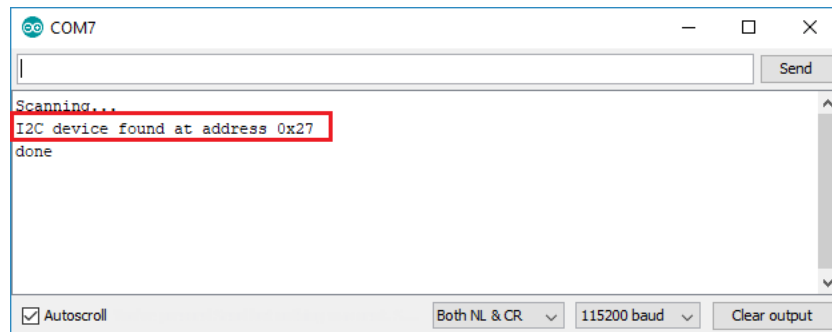 COM7
Send
Scanning...
I2C device found at address 0x27
done
Autoscroll
Both NL & CR
115200 baud
Clear output